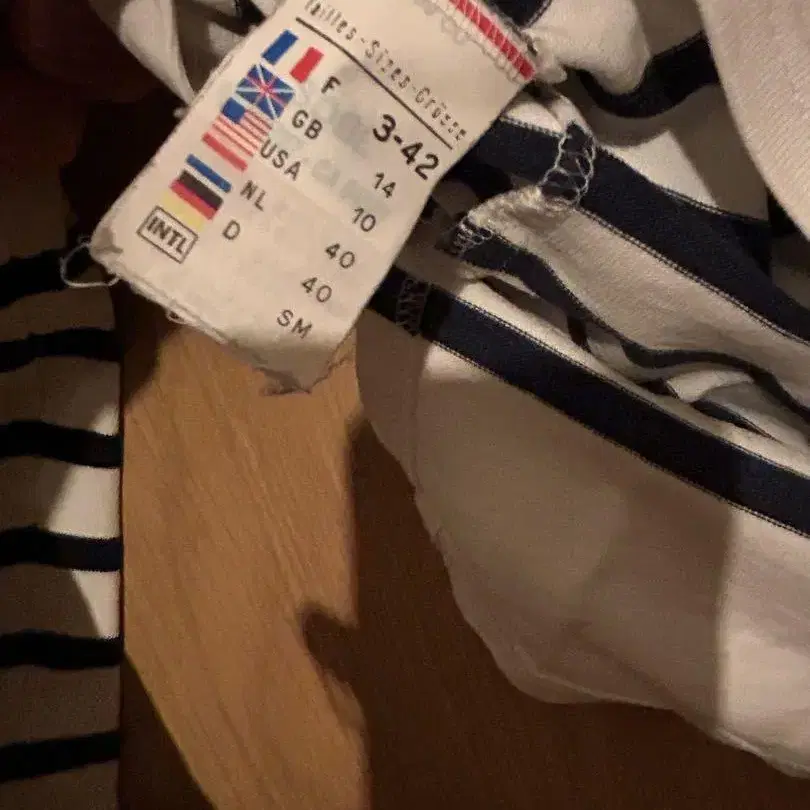 Tailles-Sizes-Grösse
F 3-42
GB 14
USA 10
NL 40
D 40
INTL SM